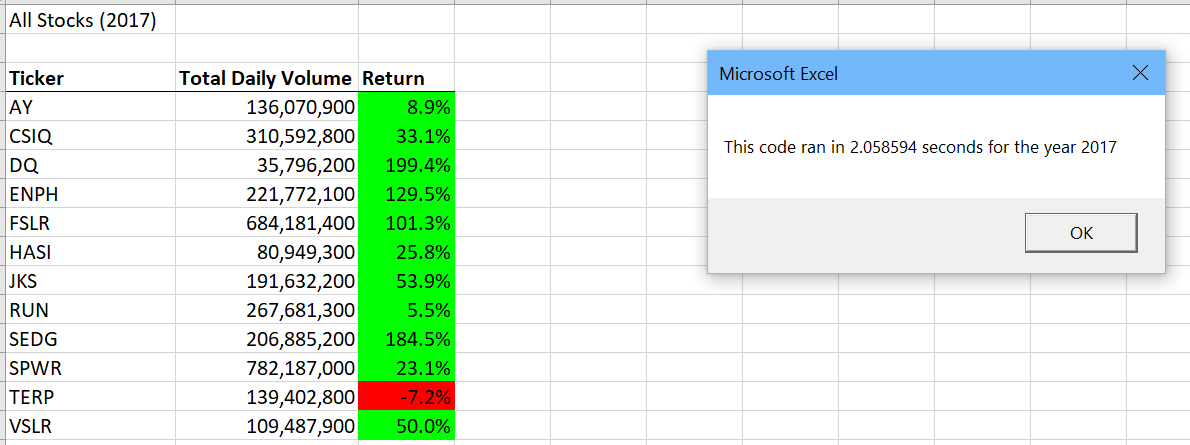 All Stocks (2017)
Ticker Total Daily Volume Return
AY 136,070,900 8.9%
CSIQ 310,592,800 33.1%
DQ 35,796,200 199.4%
ENPH 221,772,100 129.5%
FSLR 684,181,400 101.3%
HASI 80,949,300 25.8%
JKS 191,632,200 53.9%
RUN 267,681,300 5.5%
SEDG 206,885,200 184.5%
SPWR 782,187,000 23.1%
TERP 139,402,800 -7.2%
VSLR 109,487,900 50.0%
Microsoft Excel
This code ran in 2.058594 seconds for the year 2017
OK